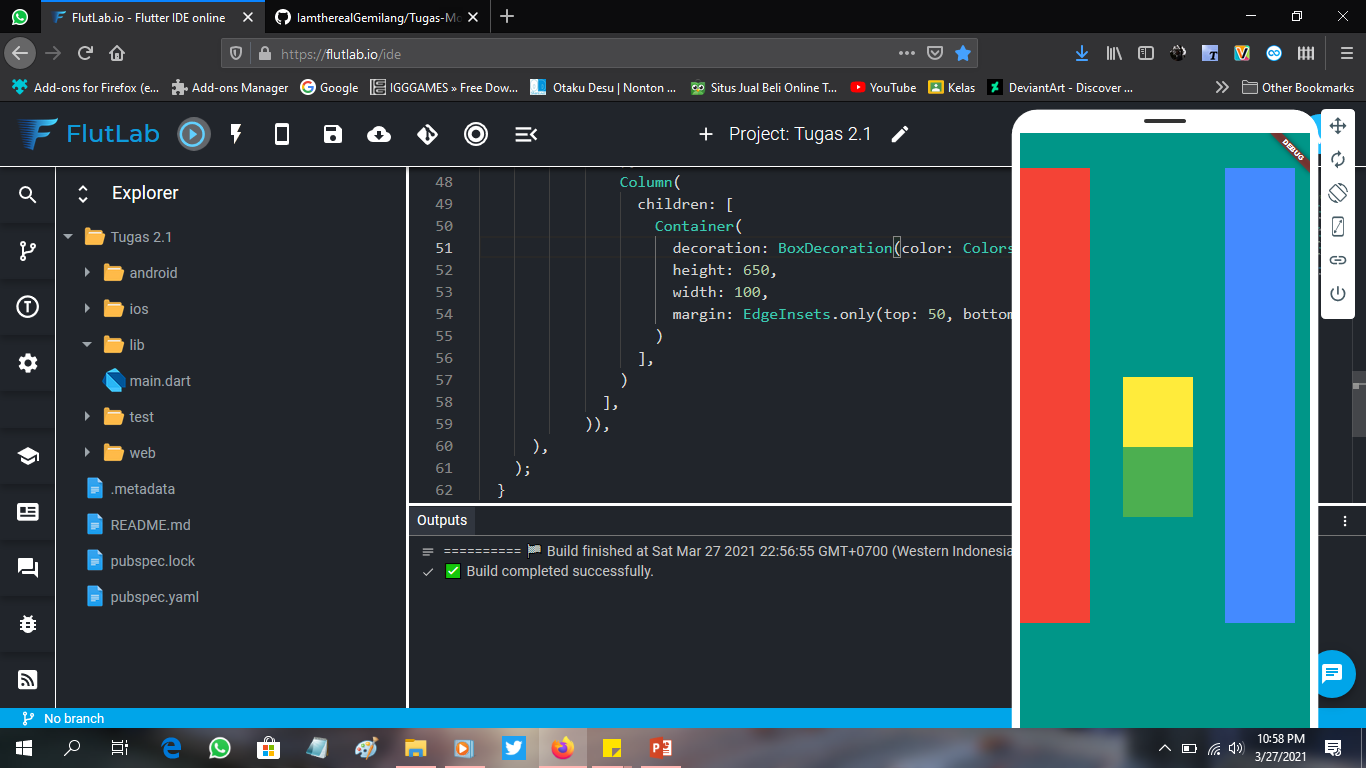 FlutLab.io - Flutter IDE online
IamtherealGemilang/Tugas-Mo
https://flutlab.io/ide
Add-ons for Firefox (e...
Add-ons Manager
Google
IGGGAMES » Free Dow...
Otaku Desu | Nonton ...
Situs Jual Beli Online T...
YouTube
Kelas
DeviantArt - Discover ...
Other Bookmarks
FlutLab
Project: Tugas 2.1
DEBUG
Explorer
Tugas 2.1
android
ios
lib
main.dart
test
web
.metadata
README.md
pubspec.lock
pubspec.yaml
48 Column(
49 children: [
50 Container(
51 decoration: BoxDecoration(color: Colors
52 height: 650,
53 width: 100,
54 margin: EdgeInsets.only(top: 50, bottom
55 )
56 ],
57 )
58 ],
59 )),
60 ),
61 );
62 }
Outputs
========== Build finished at Sat Mar 27 2021 22:56:55 GMT+0700 (Western Indonesia
Build completed successfully.
No branch
10:58 PM
3/27/2021